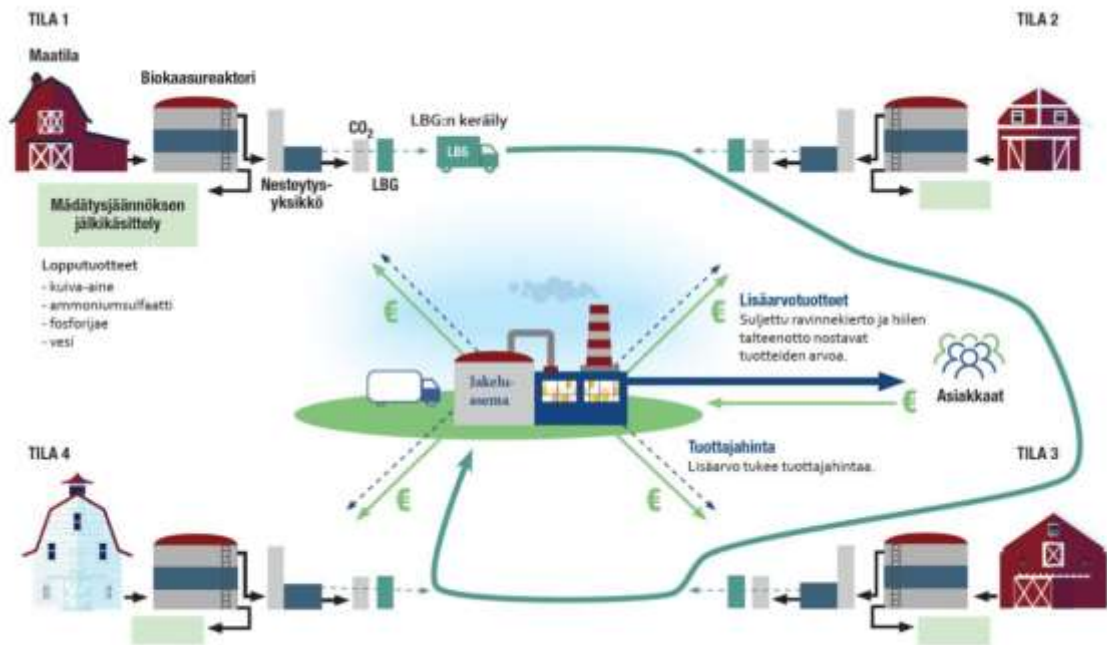 TILA 1
TILA 2
Maatila
Biokaasureaktori
CO₂
LBG:n keräily
LBG
Nesteytys-
yksikkö
LBG
Mädätysjäännöksen
jälkikäsittely
Lopputuotteet
- kuiva-aine
- ammoniumsulfaatti
- fosforijae
- vesi
€
€
Lisäarvotuotteet
Suljettu ravinnekierto ja hiilen
talteenotto nostavat
tuotteiden arvoa.
Jakelu-
asema
€
Asiakkaat
Tuottajahinta
Lisäarvo tukee tuottajahintaa.
TILA 4
TILA 3
€
€